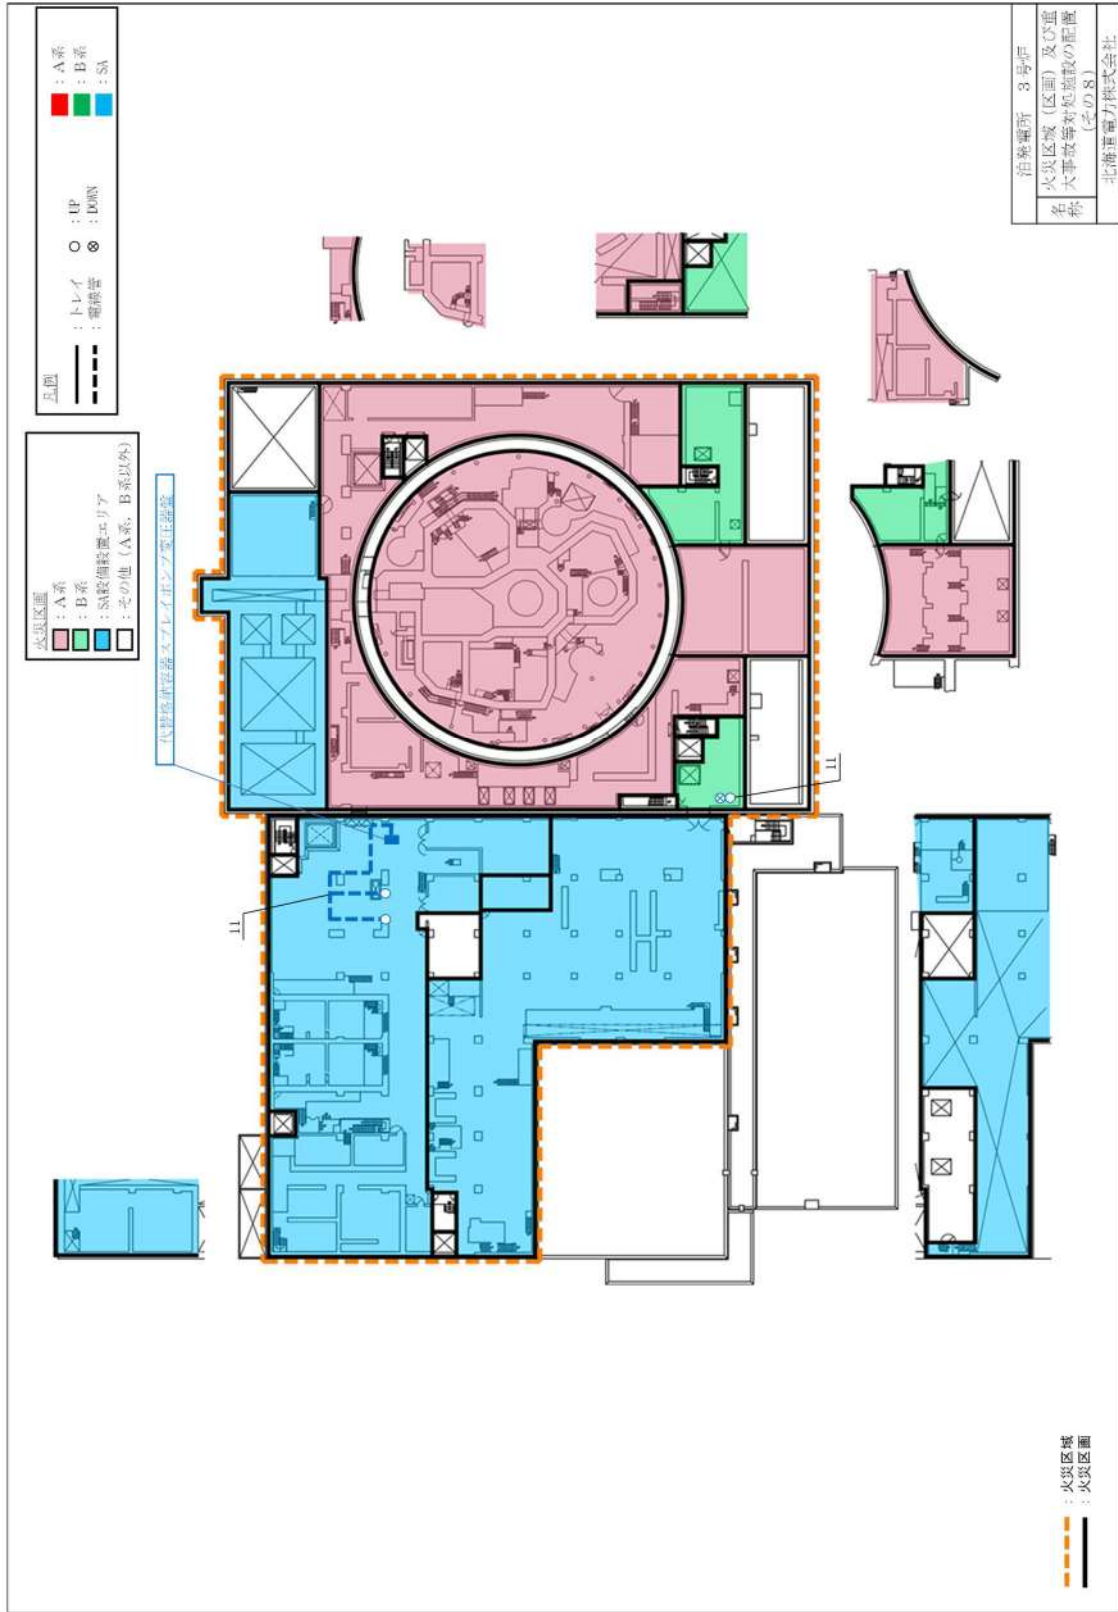 凡例
: トレイ
: 電線管
: UP
: DOWN
: A系
: B系
: SA
火災区画
: A系
: B系
: SA設備設置エリア
: その他（A系，B系以外）
代替格納容器スプレイポンプ変圧器盤
11
11
: 火災区域
: 火災区画
泊発電所 3号炉
名称
火災区域（区画）及び重
大事故等対処施設の配置
（その8）
北海道電力株式会社